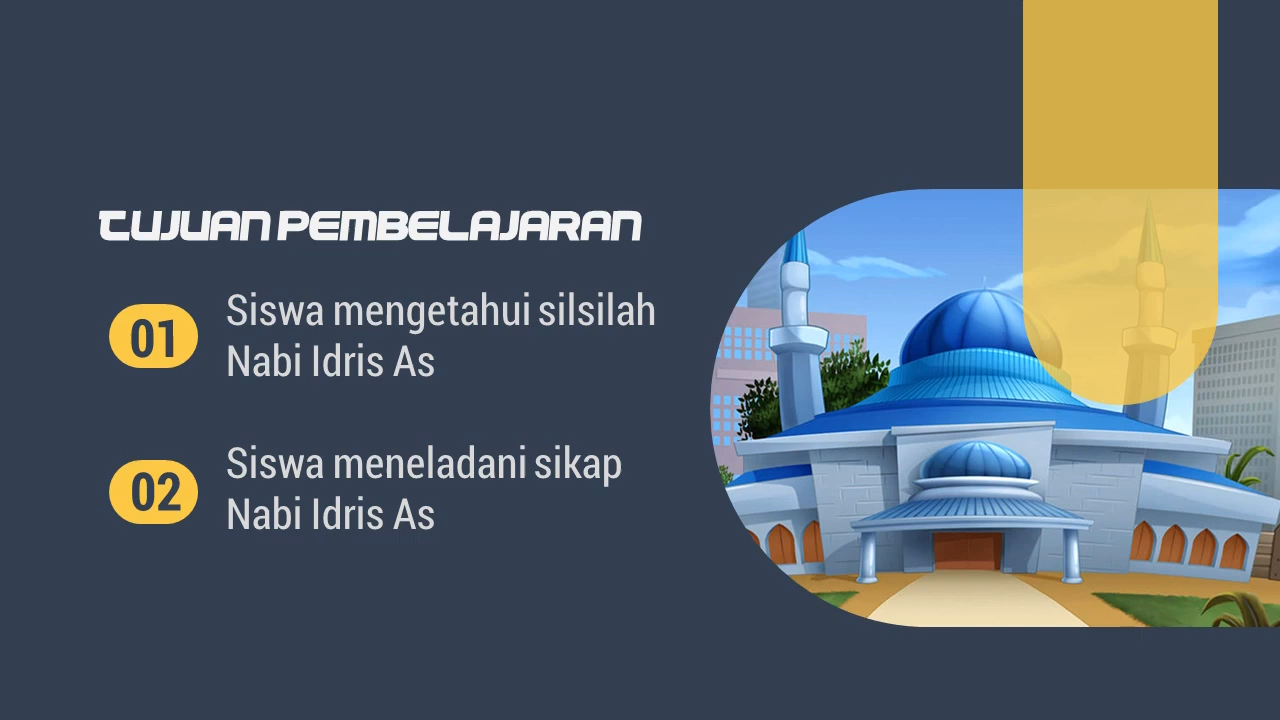 TUJUAN PEMBELAJARAN
01
Siswa mengetahui silsilah
Nabi Idris As
02
Siswa meneladani sikap
Nabi Idris As